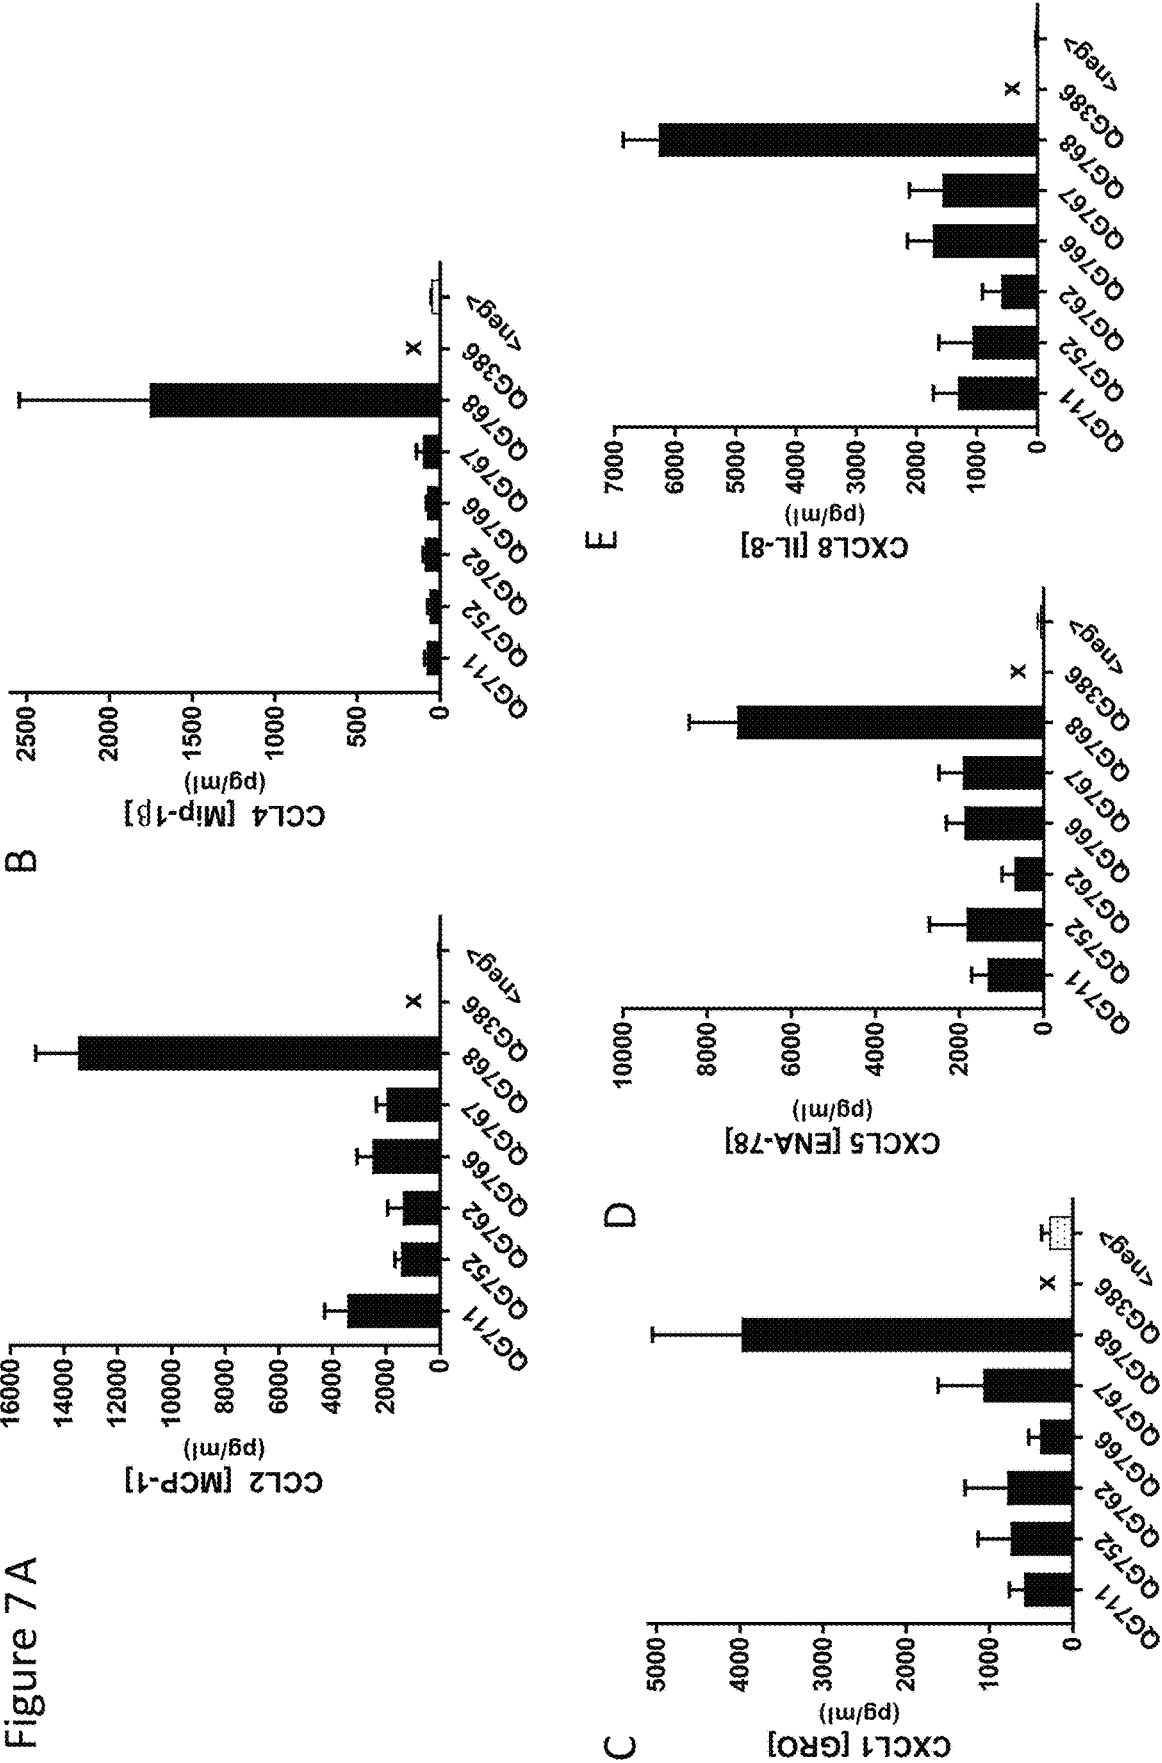 Figure 7 A
CCL2 [MCP-1]
(pg/ml)
16000
14000
12000
10000
8000
6000
4000
2000
0
QG711
QG752
QG762
QG766
QG767
QG768
QG386
<neg>
x
B
CCL4 [Mip-1β]
(pg/ml)
2500
2000
1500
1000
500
0
QG711
QG752
QG762
QG766
QG767
QG768
QG386
<neg>
x
C
CXCL1 [GRO]
(pg/ml)
5000
4000
3000
2000
1000
0
QG711
QG752
QG762
QG766
QG767
QG768
QG386
<neg>
x
D
CXCL5 [ENA-78]
(pg/ml)
10000
8000
6000
4000
2000
0
QG711
QG752
QG762
QG766
QG767
QG768
QG386
<neg>
x
E
CXCL8 [IL-8]
(pg/ml)
7000
6000
5000
4000
3000
2000
1000
0
QG711
QG752
QG762
QG766
QG767
QG768
QG386
<neg>
x